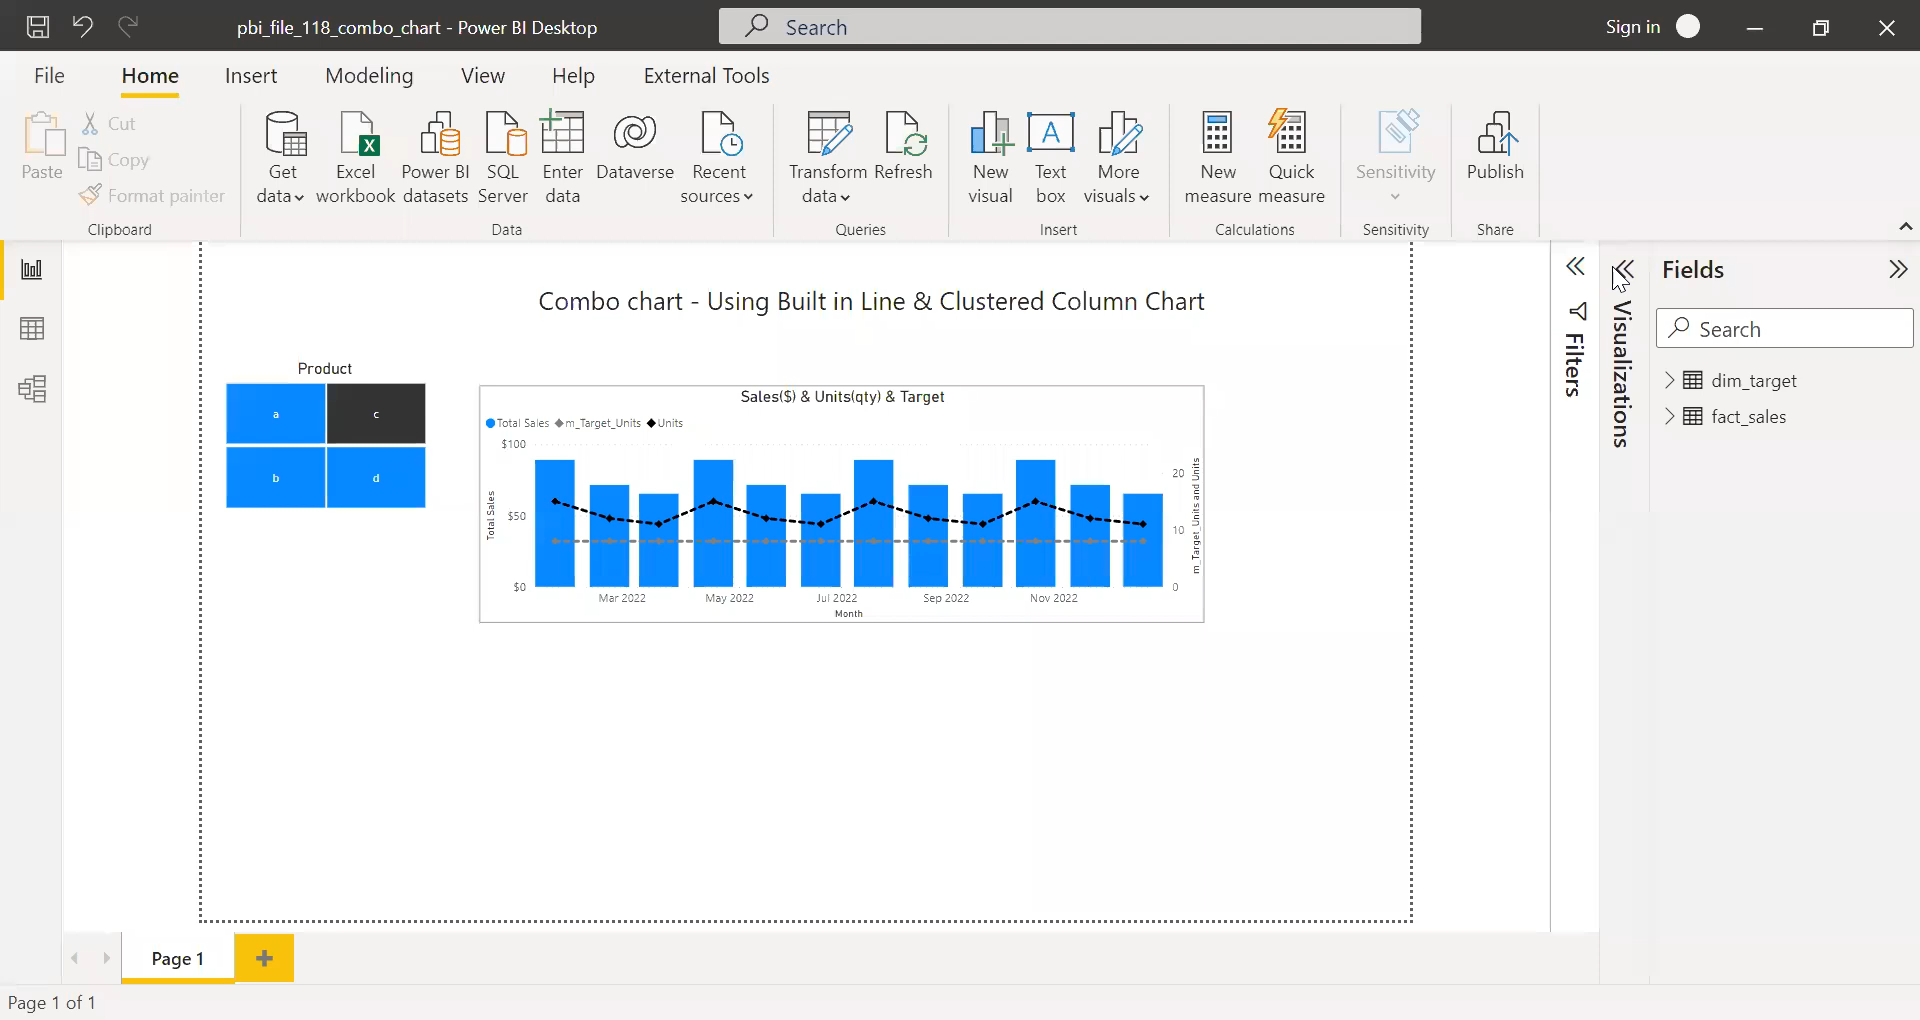 pbi_file_118_combo_chart - Power BI Desktop
Search
Sign in
File
Home
Insert
Modeling
View
Help
External Tools
Paste
Cut
Copy
Format painter
Clipboard
Get data
Excel workbook
Power BI datasets
SQL Server
Enter data
Dataverse
Recent sources
Data
Transform data
Refresh
Queries
New visual
Text box
More visuals
Insert
New measure
Quick measure
Calculations
Sensitivity
Sensitivity
Publish
Share
Combo chart - Using Built in Line & Clustered Column Chart
Product
a
c
b
d
Sales($) & Units(qty) & Target
Total Sales
m_Target_Units
Units
$100
$50
$0
Total Sales
20
10
0
m_Target_Units and Units
Mar 2022
May 2022
Jul 2022
Sep 2022
Nov 2022
Month
Filters
Visualizations
Fields
Search
dim_target
fact_sales
Page 1
Page 1 of 1